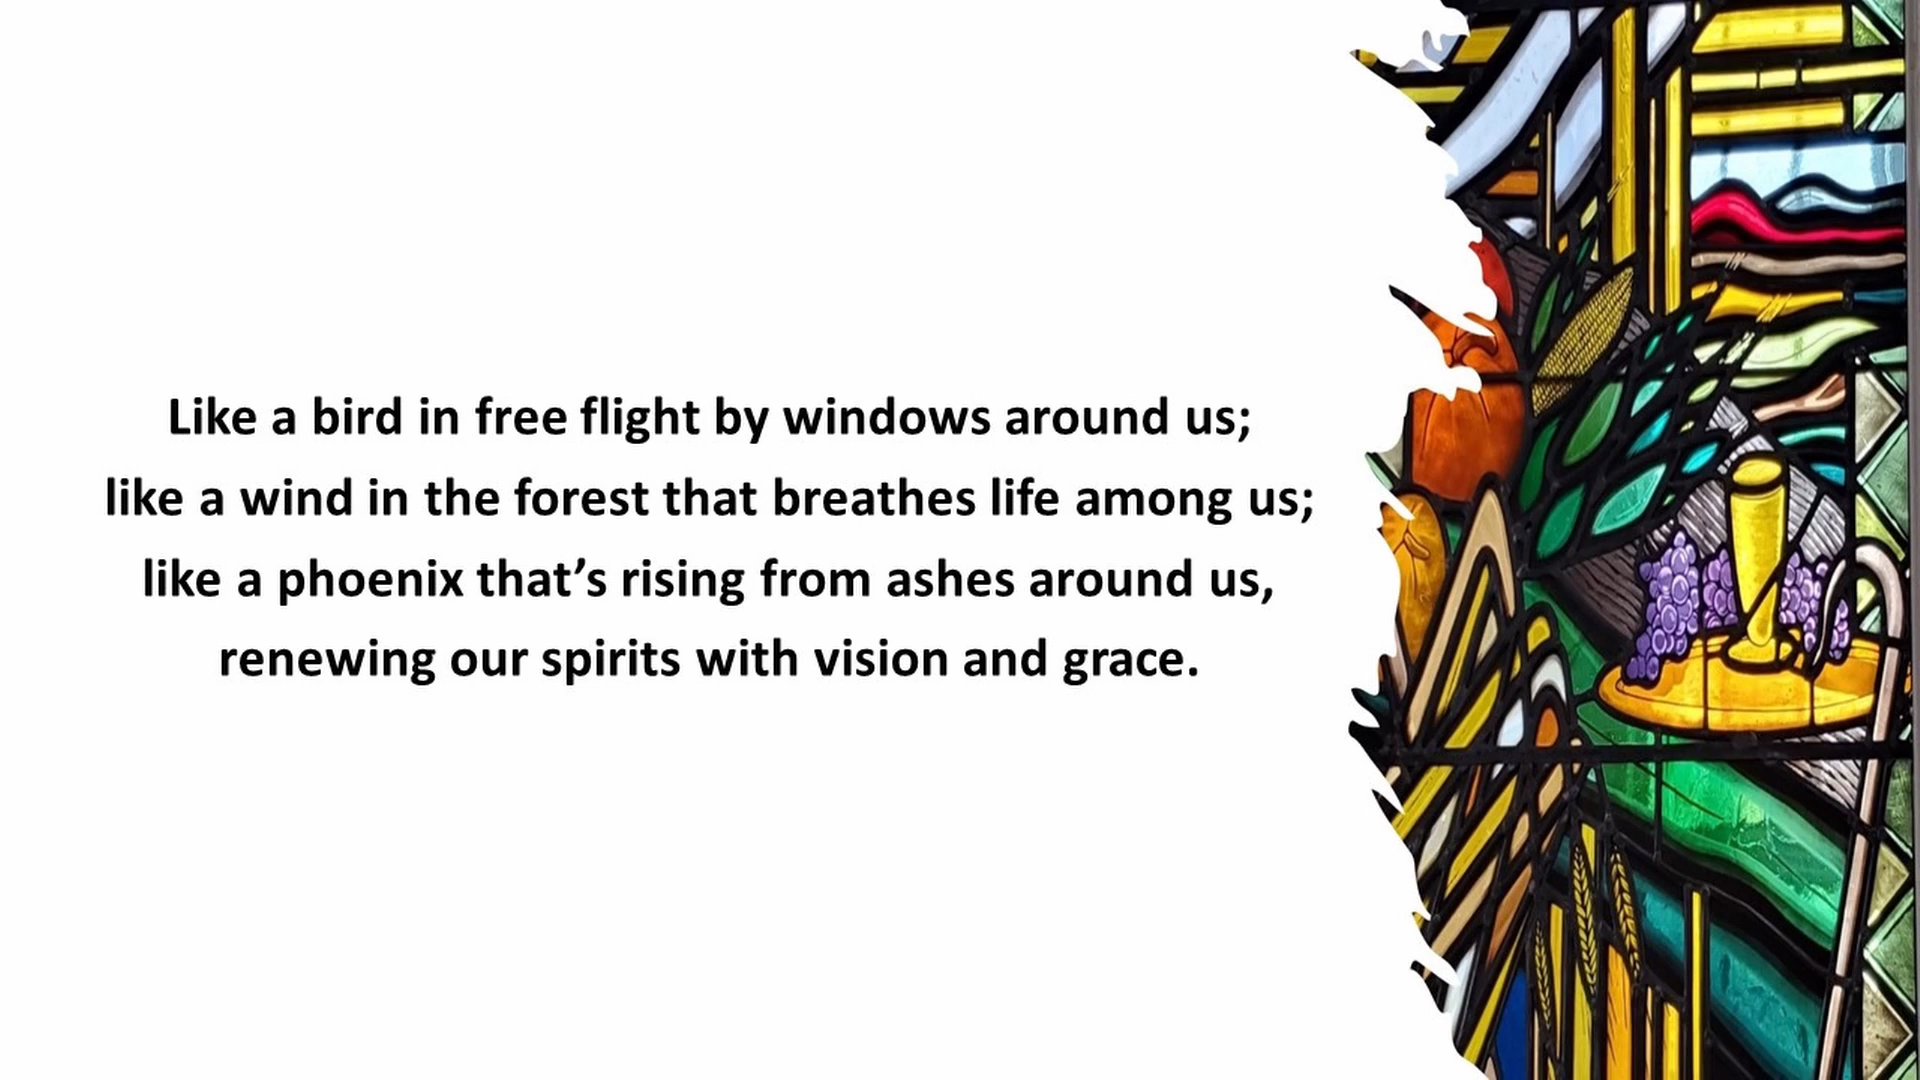 Like a bird in free flight by windows around us;
like a wind in the forest that breathes life among us;
like a phoenix that’s rising from ashes around us,
renewing our spirits with vision and grace.